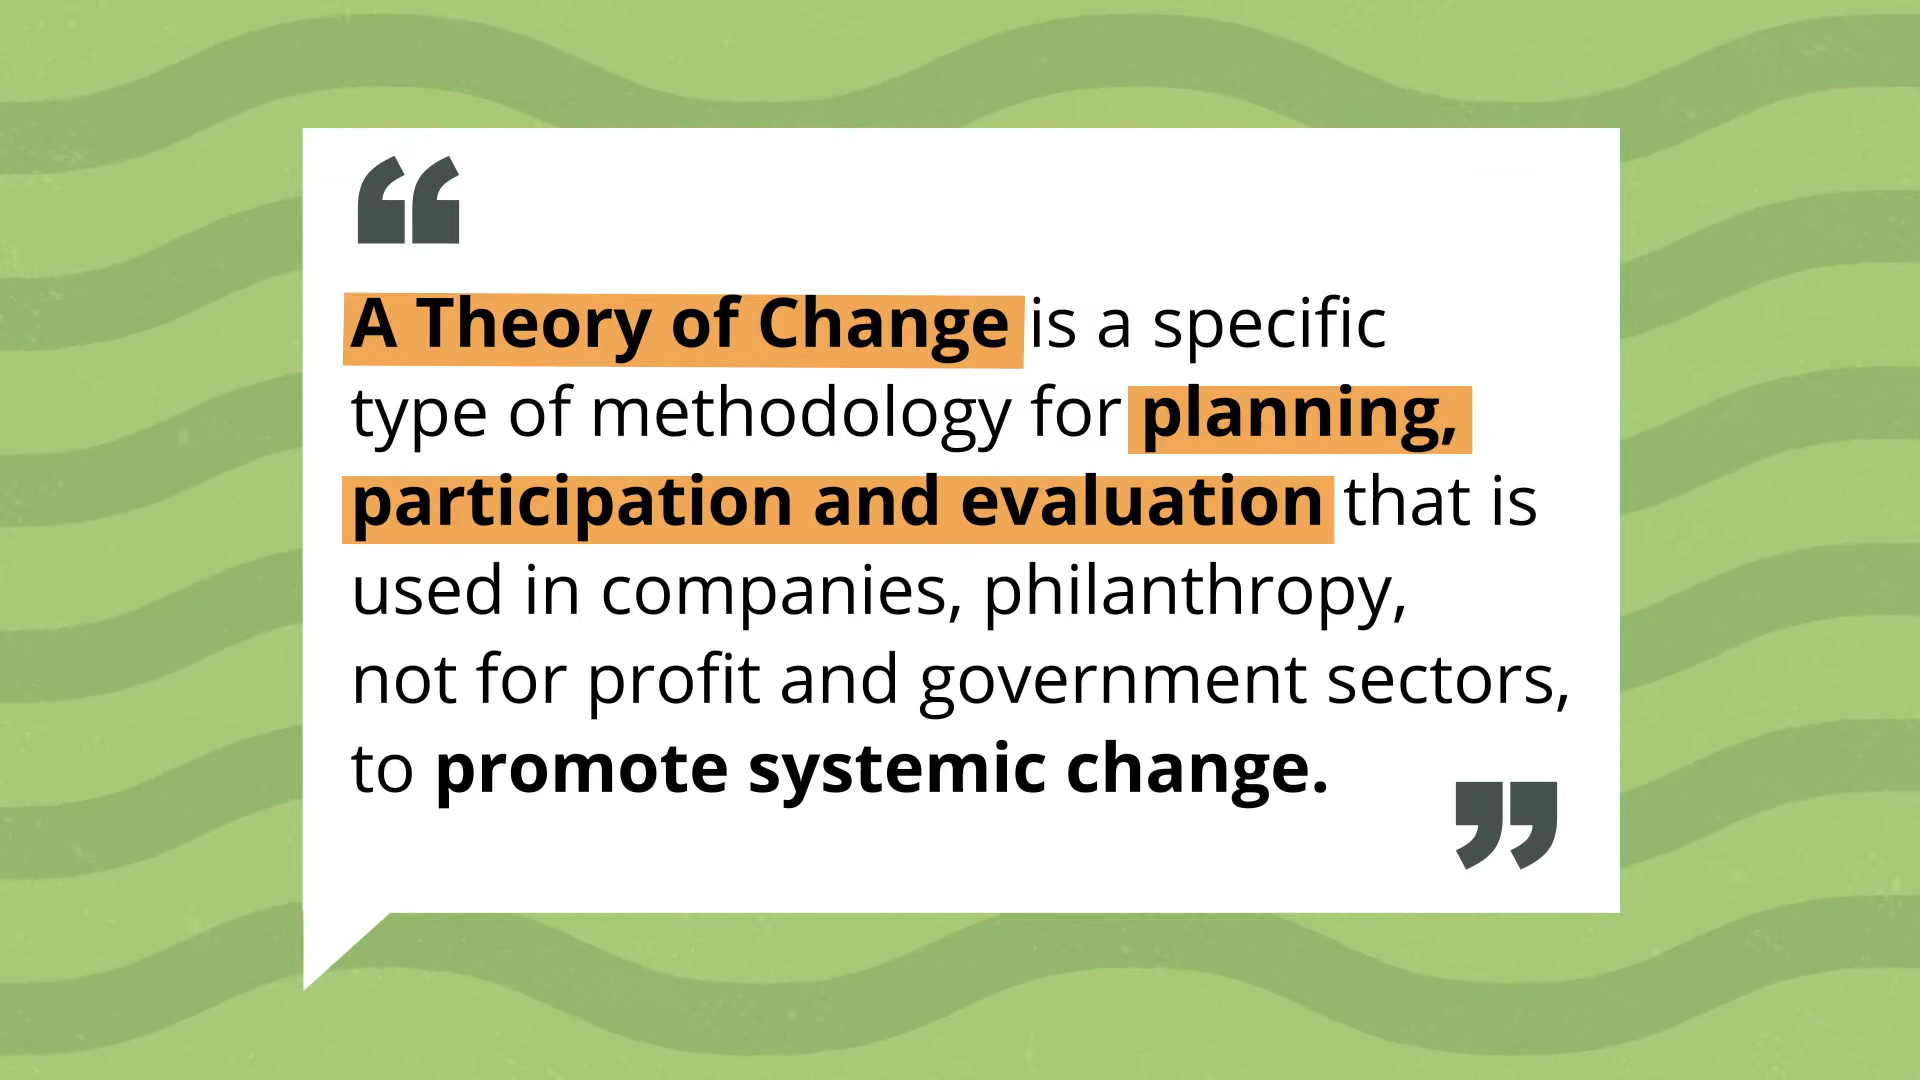 “
A Theory of Change is a specific
type of methodology for planning,
participation and evaluation that is
used in companies, philanthropy,
not for profit and government sectors,
to promote systemic change.
”